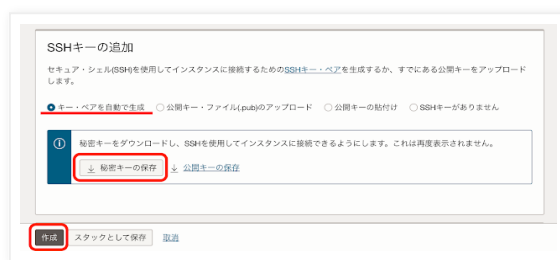 SSHキーの追加
セキュア・シェル(SSH)を使用してインスタンスに接続するためのSSHキー・ペアを生成するか、すでにある公開キーをアップロード
します。
キー・ペアを自動で生成 公開キー・ファイル(.pub)のアップロード 公開キーの貼付け SSHキーがありません
秘密キーをダウンロードし、SSHを使用してインスタンスに接続できるようにします。これは再度表示されません。
秘密キーの保存 公開キーの保存
作成 スタックとして保存 取消